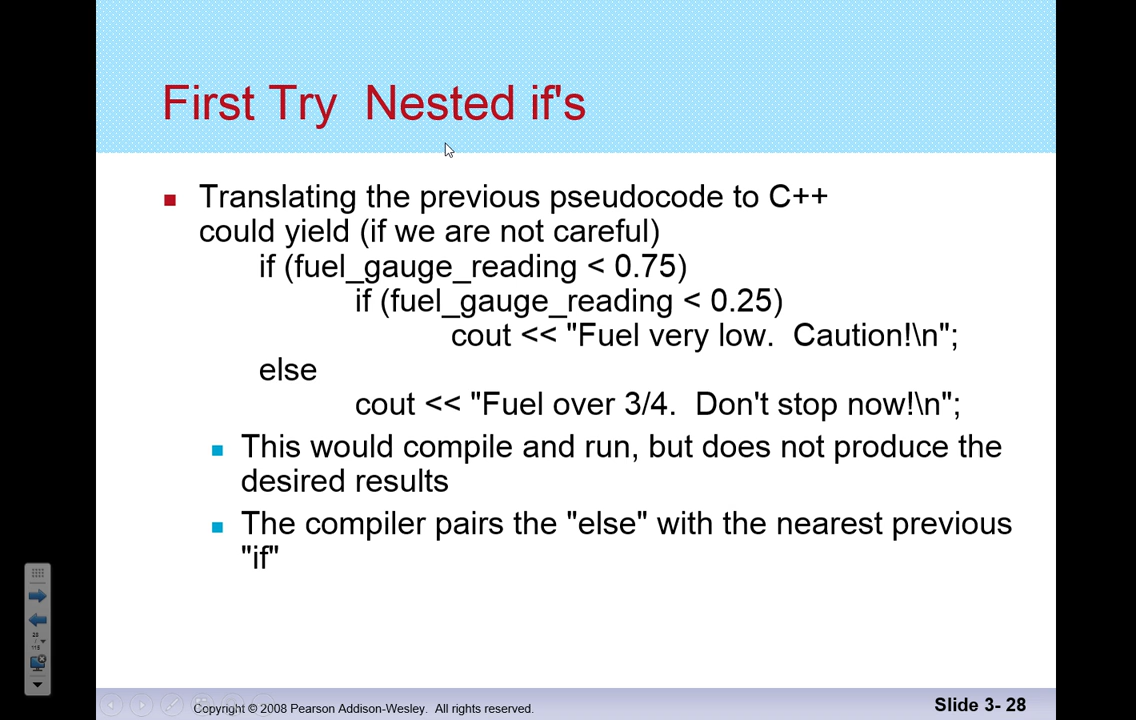 First Try  Nested if's
Translating the previous pseudocode to C++
could yield (if we are not careful)
if (fuel_gauge_reading < 0.75)
if (fuel_gauge_reading < 0.25)
cout << "Fuel very low.  Caution!\n";
else
cout << "Fuel over 3/4.  Don't stop now!\n";
This would compile and run, but does not produce the
desired results
The compiler pairs the "else" with the nearest previous
"if"
28
/
115
Copyright © 2008 Pearson Addison-Wesley.  All rights reserved.
Slide 3- 28